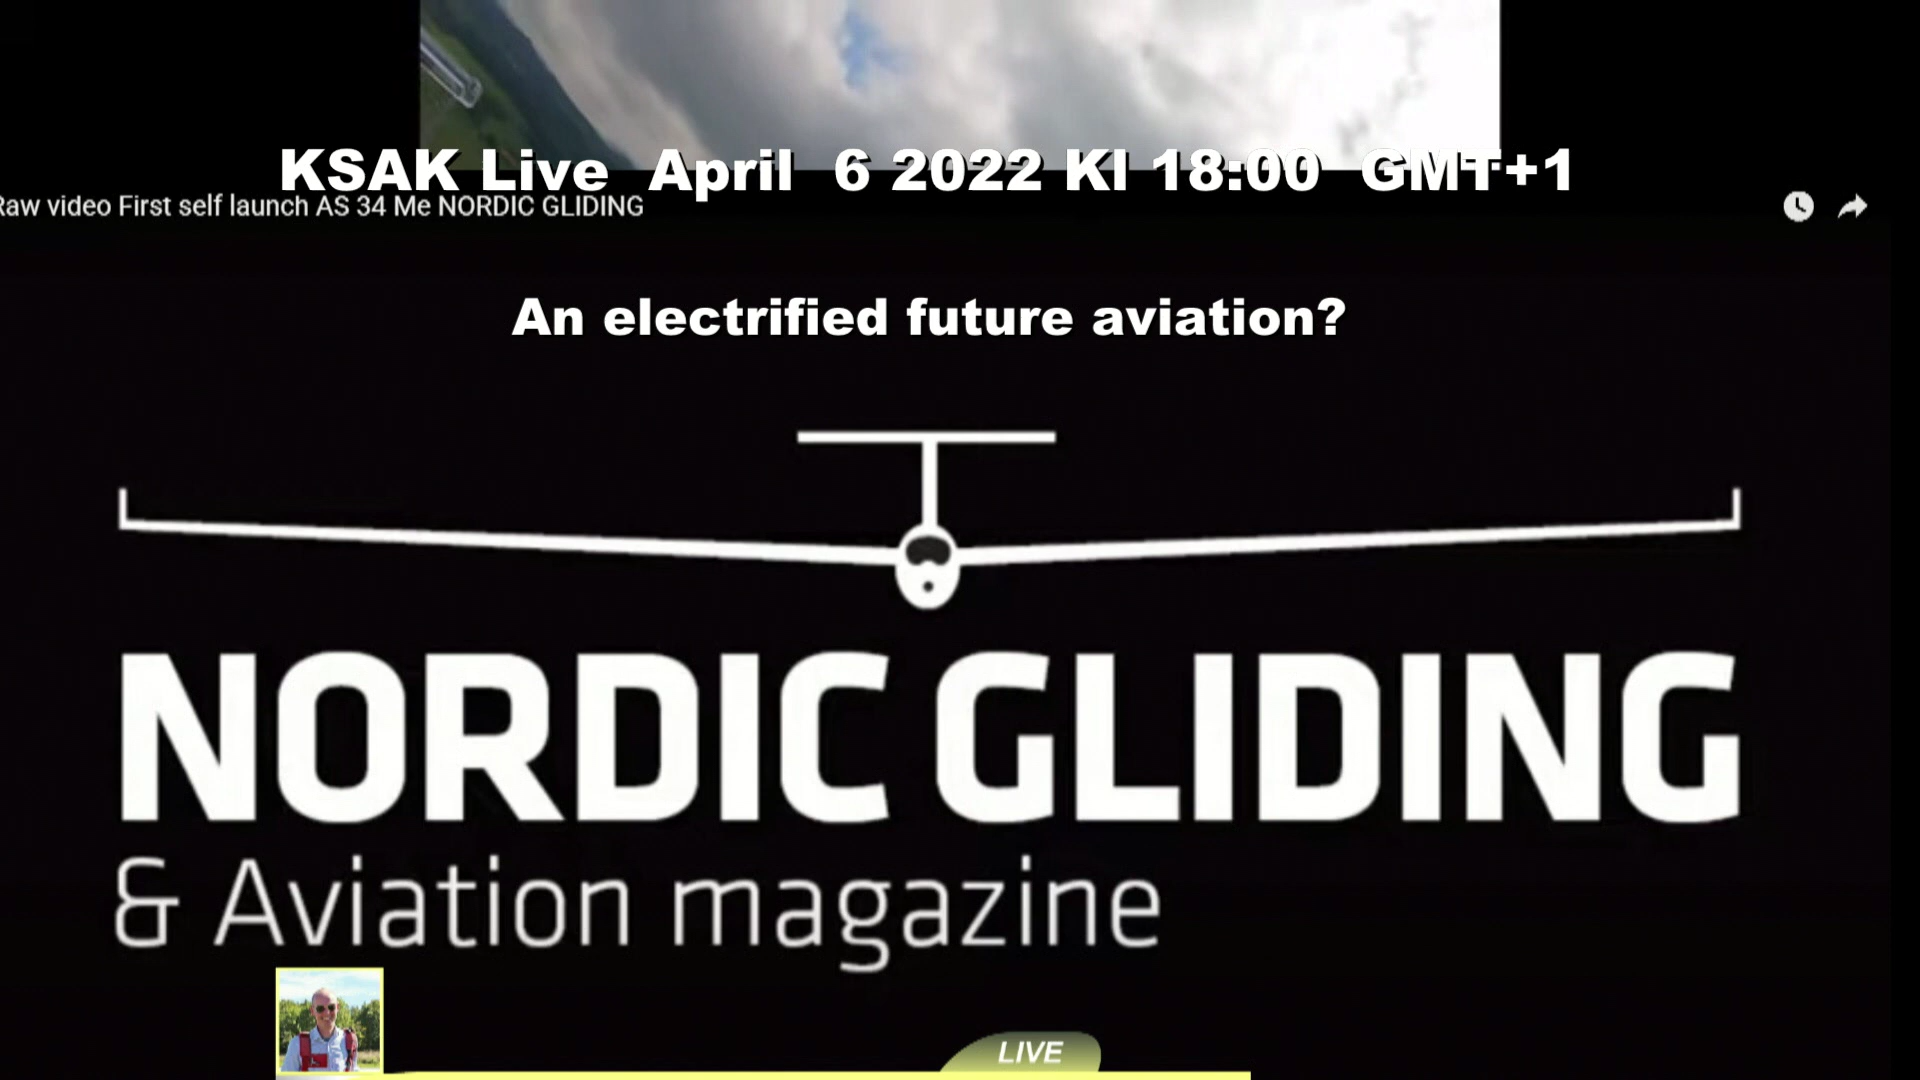 KSAK Live April 6 2022 Kl 18:00 GMT+1
Raw video First self launch AS 34 Me NORDIC GLIDING
An electrified future aviation?
NORDIC GLIDING
& Aviation magazine
LIVE